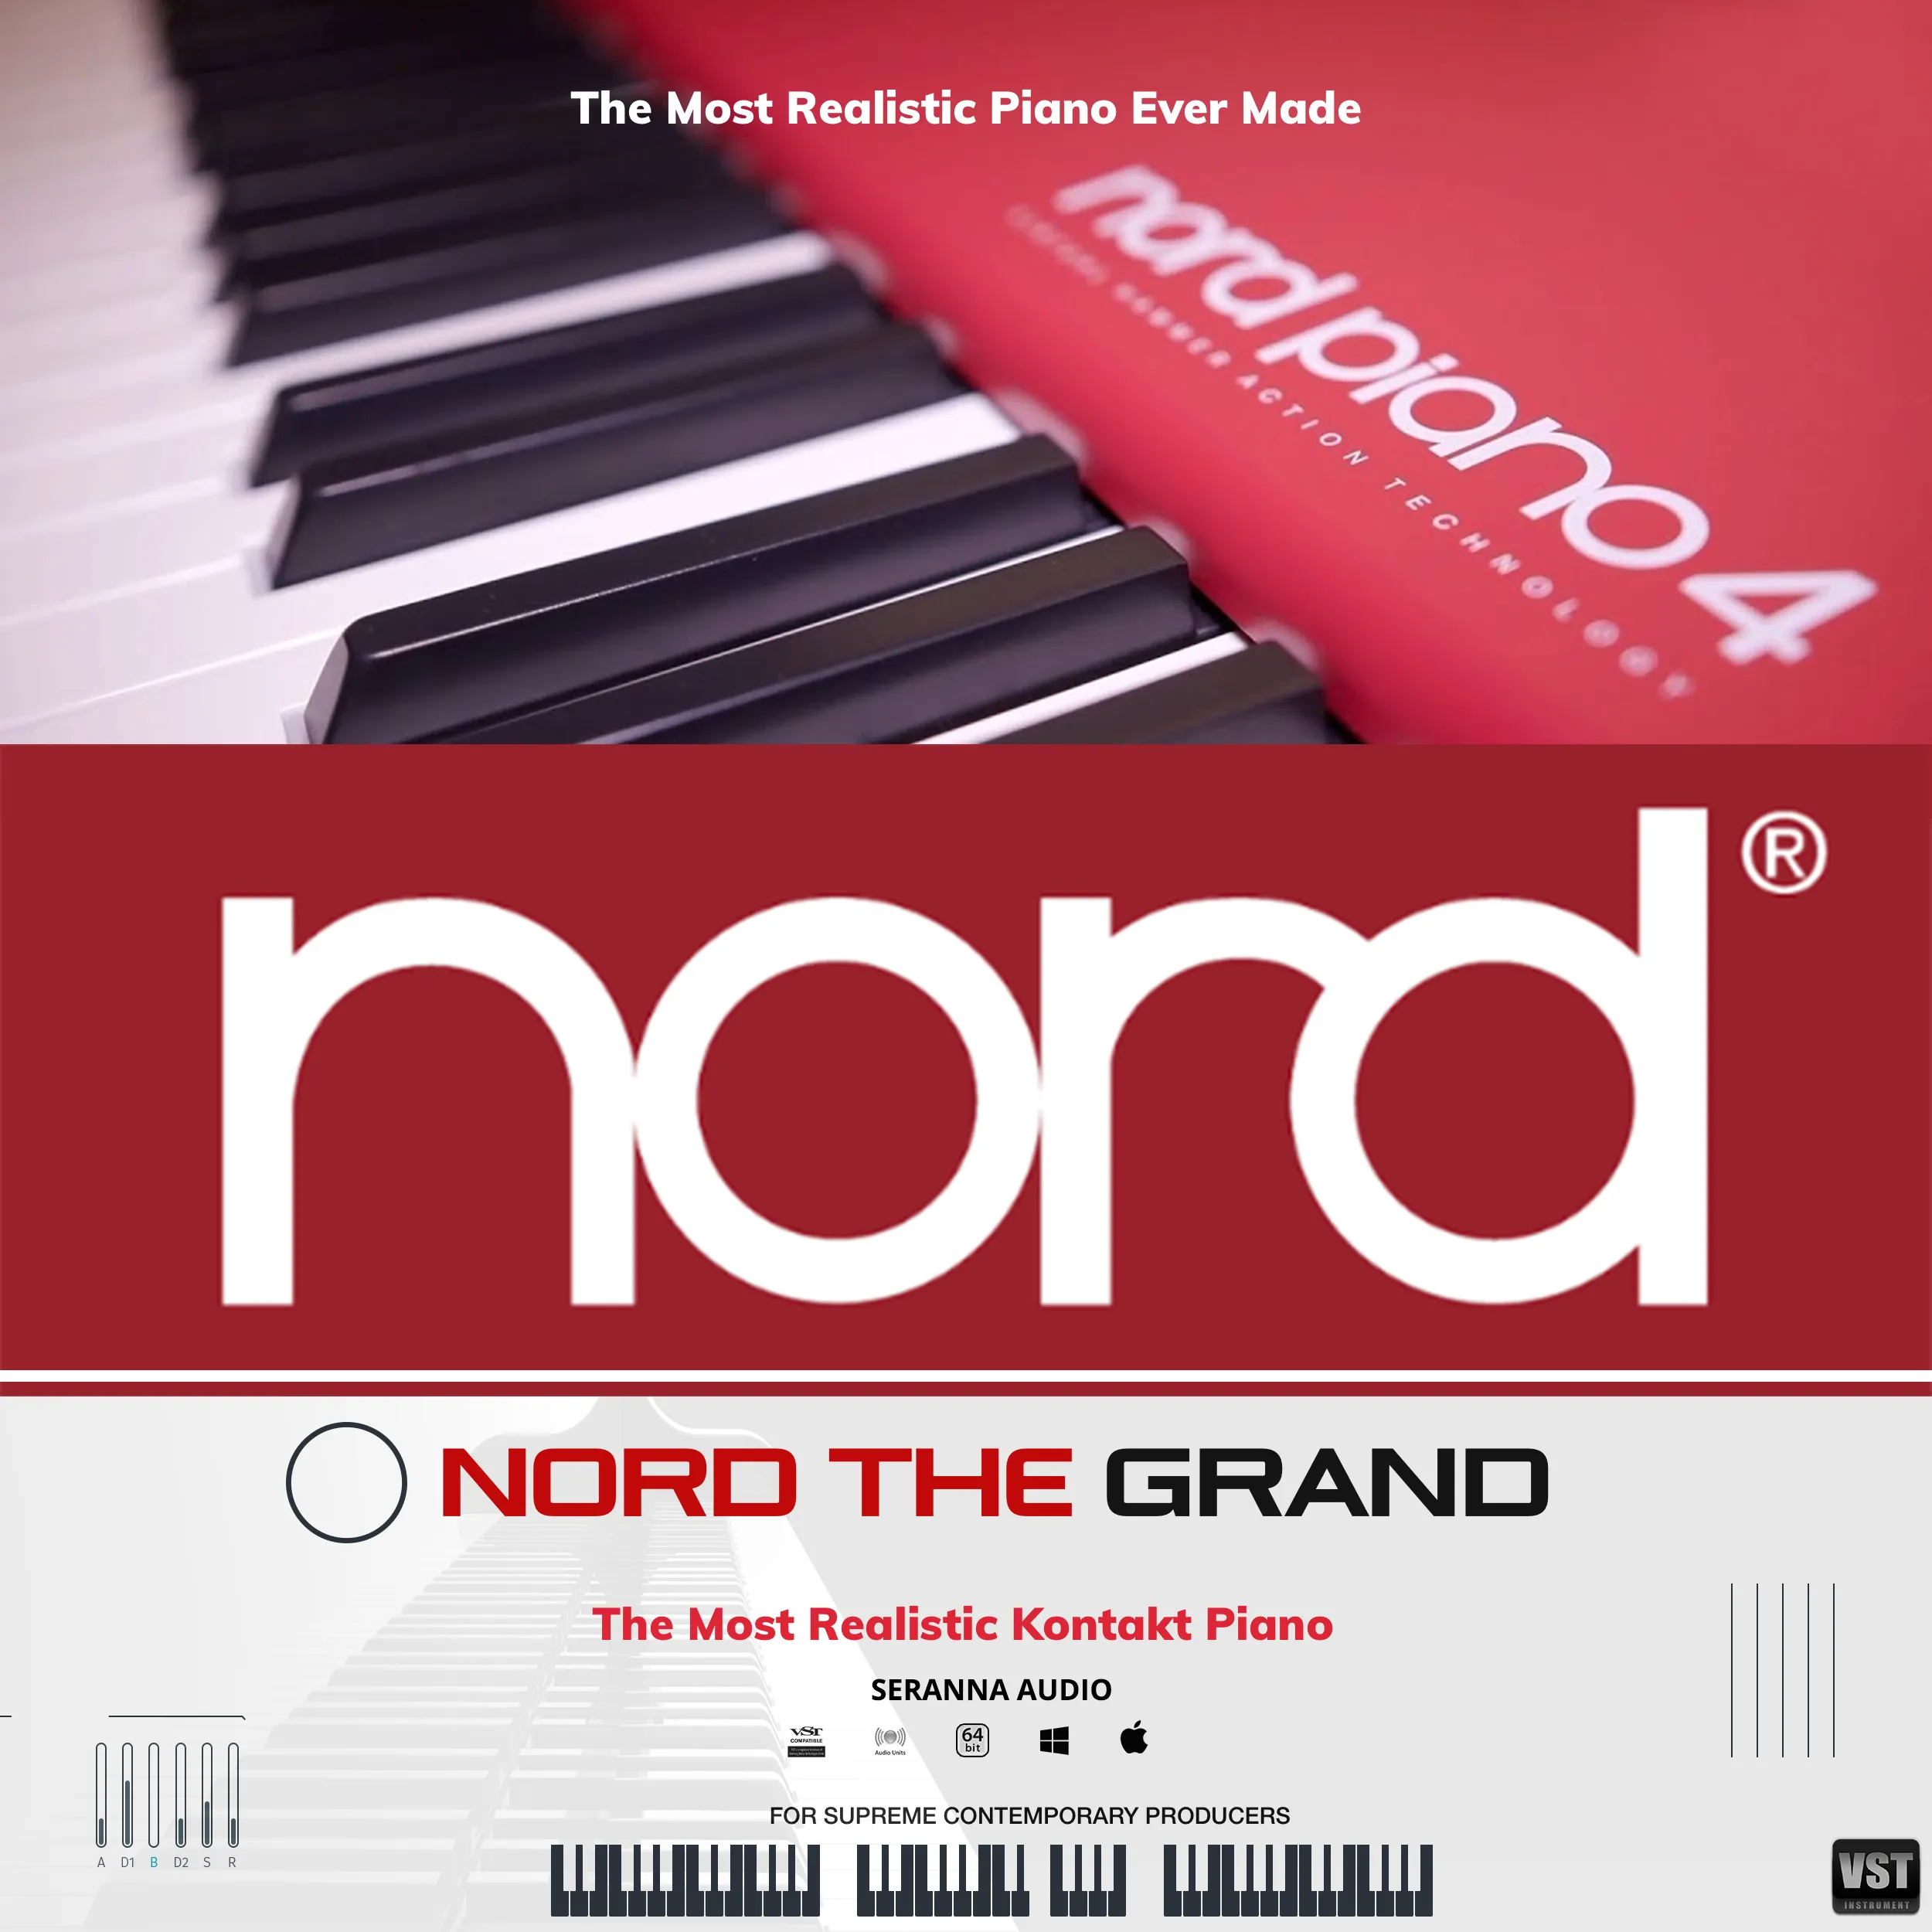 The Most Realistic Piano Ever Made
nord piano 4
HAMMER ACTION TECHNOLOGY
nord®
NORD THE GRAND
The Most Realistic Kontakt Piano
SERANNA AUDIO
VST
COMPATIBLE
Audio Units
64
bit
FOR SUPREME CONTEMPORARY PRODUCERS
A D1 B D2 S R
VST
INSTRUMENT